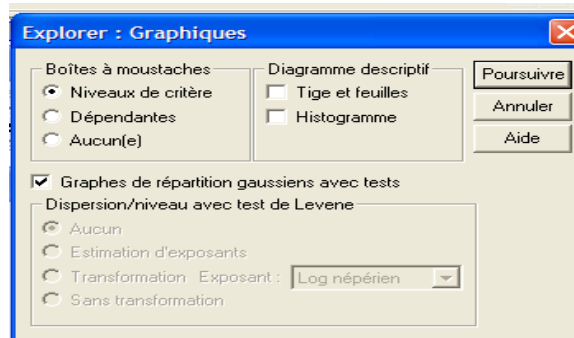 Explorer : Graphiques
Boîtes à moustaches
Niveaux de critère
Dépendantes
Aucun(e)
Diagramme descriptif
Tige et feuilles
Histogramme
Poursuivre
Annuler
Aide
Graphes de répartition gaussiens avec tests
Dispersion/niveau avec test de Levene
Aucun
Estimation d'exposants
Transformation Exposant : Log népérien
Sans transformation